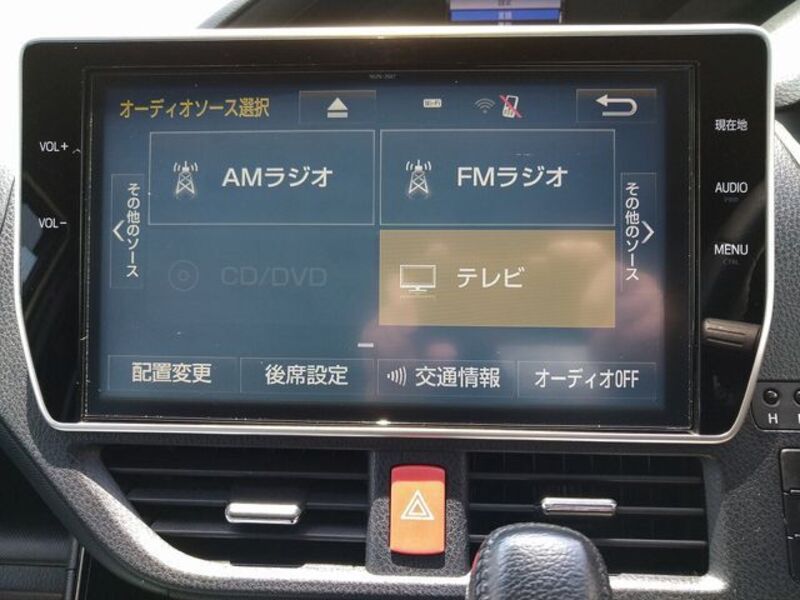 オーディオソース選択
Wi-Fi
VOL+
VOL-
その他のソース
AMラジオ
FMラジオ
CD/DVD
テレビ
その他のソース
配置変更
後席設定
交通情報
オーディオOFF
現在地
AUDIO
MENU
H